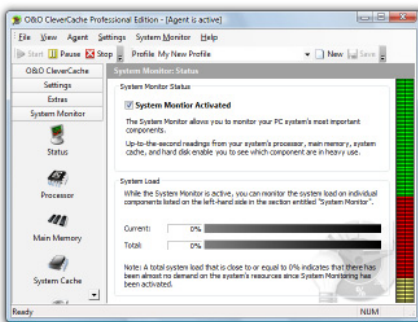 O&O CleverCache Professional Edition - [Agent is active]
File View Agent Settings System Monitor Help
Start Pause Stop Profile My New Profile New Save
O&O CleverCache
Settings
Extras
System Monitor
Status
Processor
Main Memory
System Cache
System Monitor: Status
System Monitor Status
System Montior Activated
The System Monitor allows you to monitor your PC system's most important
components.
Up-to-the-second readings from your system's processor, main memory, system
cache, and hard disk enable you to see which component are in heavy use.
System Load
While the System Monitor is active, you can monitor the system load on individual
components listed on the left-hand side in the section entitled "System Monitor".
Current: 0%
Total: 0%
Note: A total system load that is close to or equal to 0% indicates that there has
been almost no demand on the system's resources since System Monitoring has
been activated.
Ready NUM